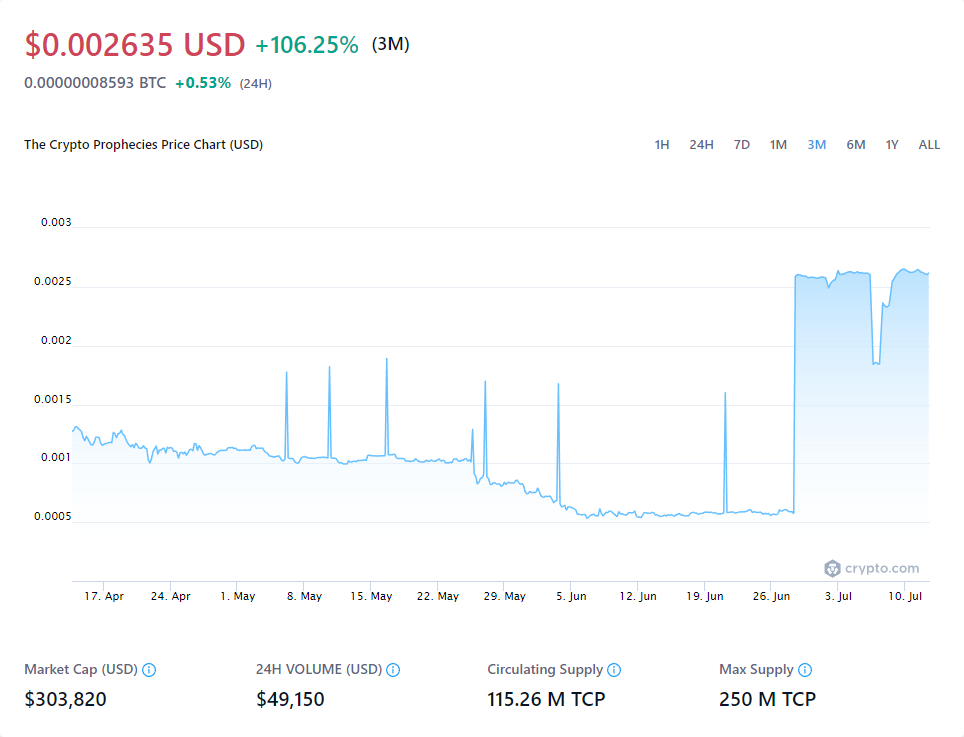 $0.002635 USD +106.25% (3M)
0.00000008593 BTC +0.53% (24H)
The Crypto Prophecies Price Chart (USD) 1H 24H 7D 1M 3M 6M 1Y ALL
0.003
0.0025
0.002
0.0015
0.001
0.0005
crypto.com
17. Apr 24. Apr 1. May 8. May 15. May 22. May 29. May 5. Jun 12. Jun 19. Jun 26. Jun 3. Jul 10. Jul
Market Cap (USD) 24H VOLUME (USD) Circulating Supply Max Supply
$303,820 $49,150 115.26 M TCP 250 M TCP